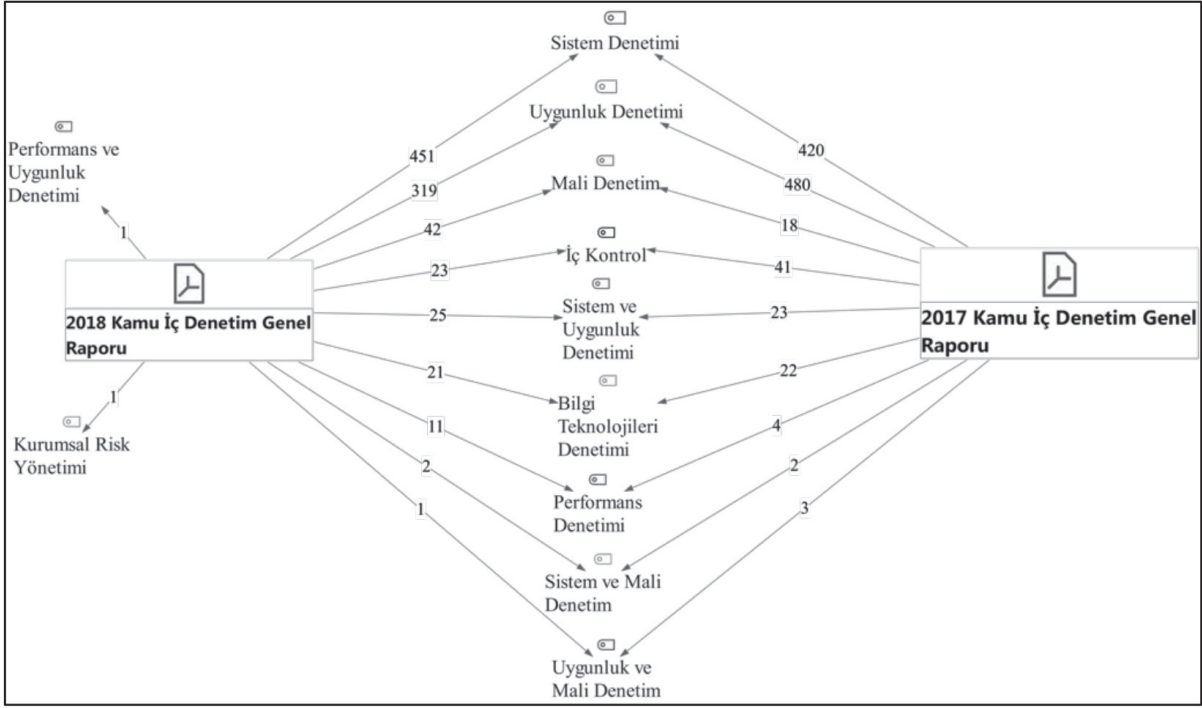 Sistem Denetimi
Uygunluk Denetimi
Performans ve
Uygunluk
Denetimi
451
420
319
480
Mali Denetim
42
18
1
İç Kontrol
23
41
2018 Kamu İç Denetim Genel
Raporu
Sistem ve
Uygunluk
Denetimi
25
23
2017 Kamu İç Denetim Genel
Raporu
21
22
Bilgi
Teknolojileri
Denetimi
1
Kurumsal Risk
Yönetimi
11
4
Performans
Denetimi
2
2
1
3
Sistem ve Mali
Denetim
Uygunluk ve
Mali Denetim